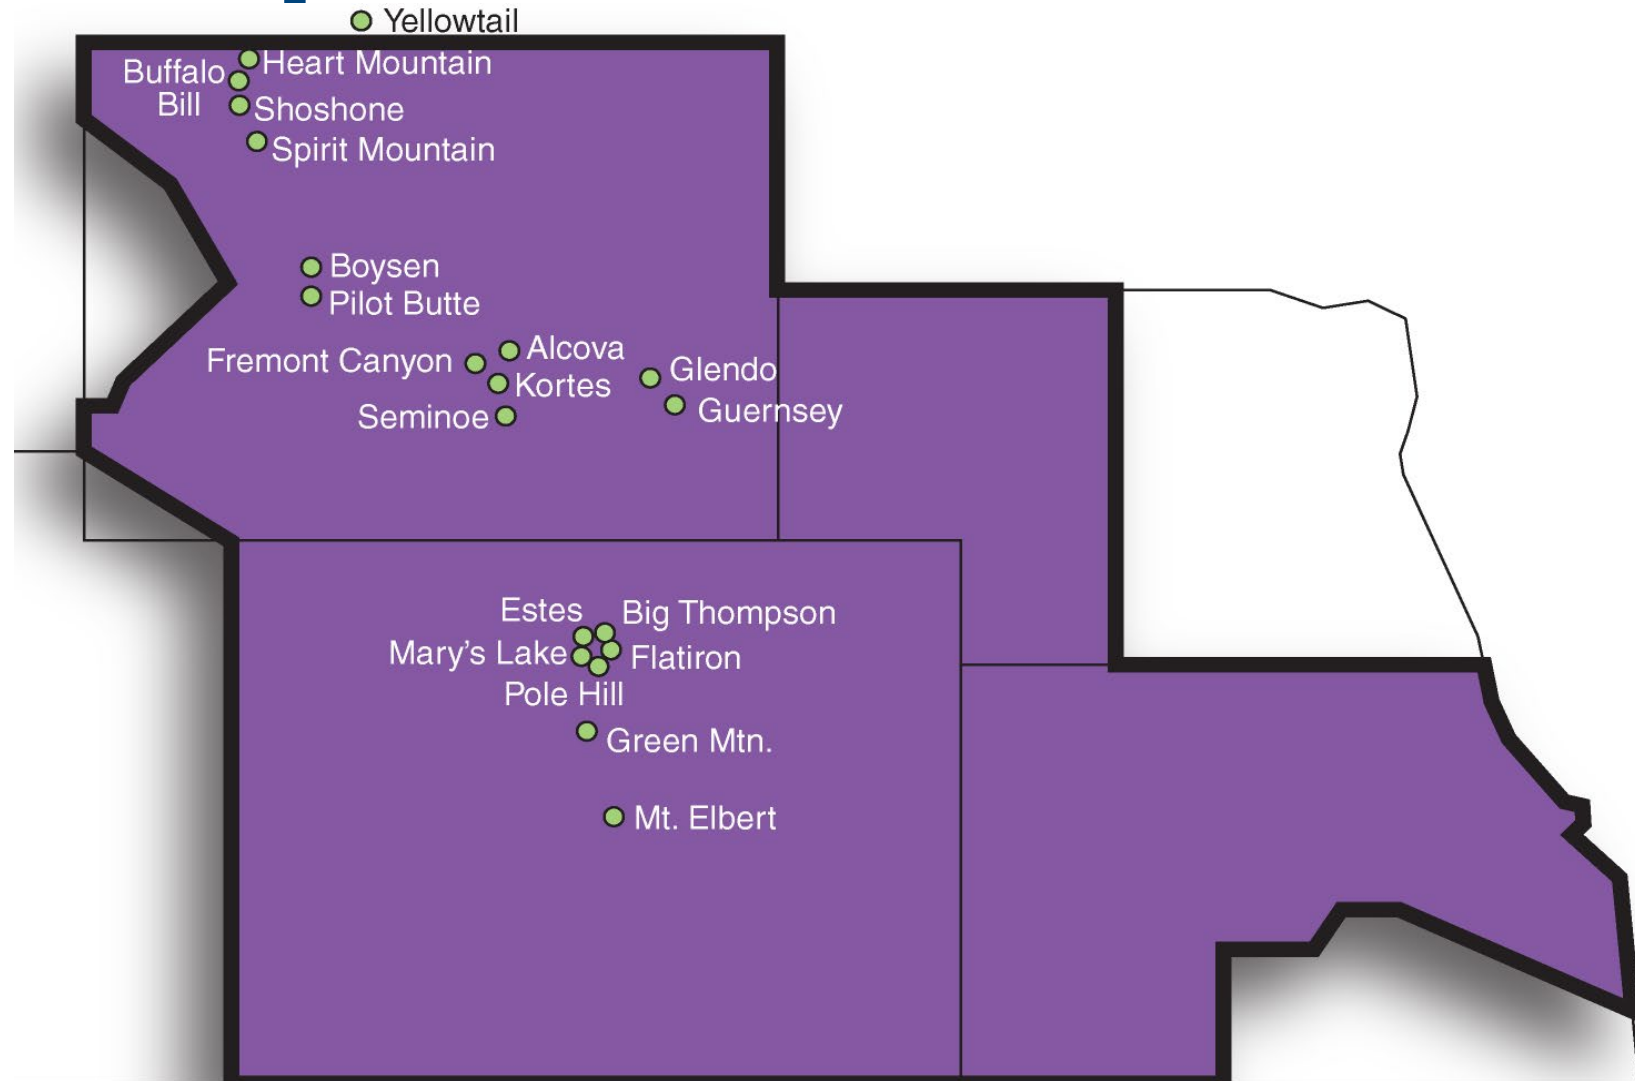 Yellowtail
Heart Mountain
Buffalo
Bill
Shoshone
Spirit Mountain
Boysen
Pilot Butte
Alcova
Fremont Canyon
Glendo
Kortes
Guernsey
Seminoe
Estes
Big Thompson
Mary's Lake
Flatiron
Pole Hill
Green Mtn.
Mt. Elbert